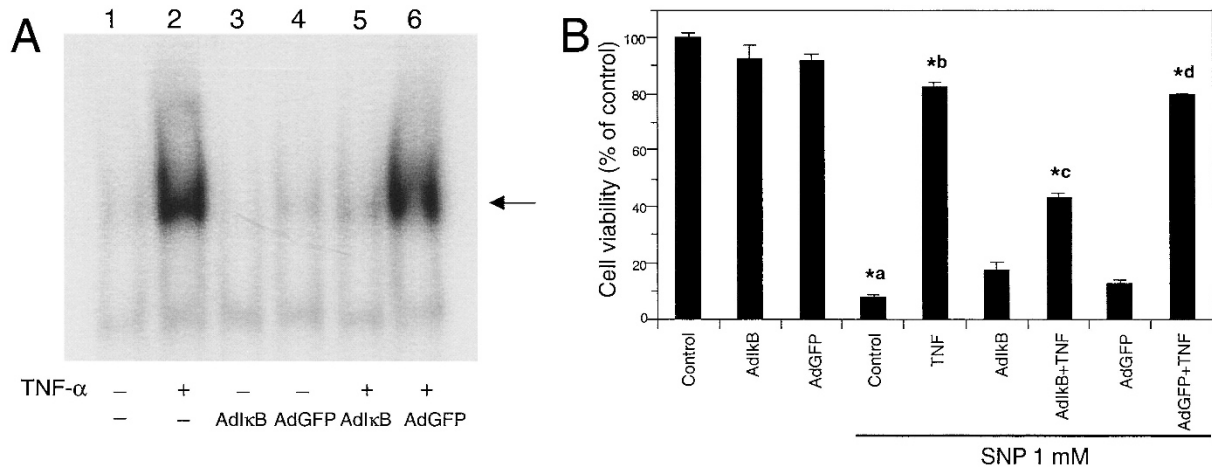 A
1 2 3 4 5 6
TNF-α – + – – + +
– – AdIκB AdGFP AdIκB AdGFP
B
Cell viability (% of control)
100
80
60
40
20
0
*a
*b
*c
*d
Control
AdIkB
AdGFP
Control
TNF
AdIkB
AdIkB+TNF
AdGFP
AdGFP+TNF
SNP 1 mM